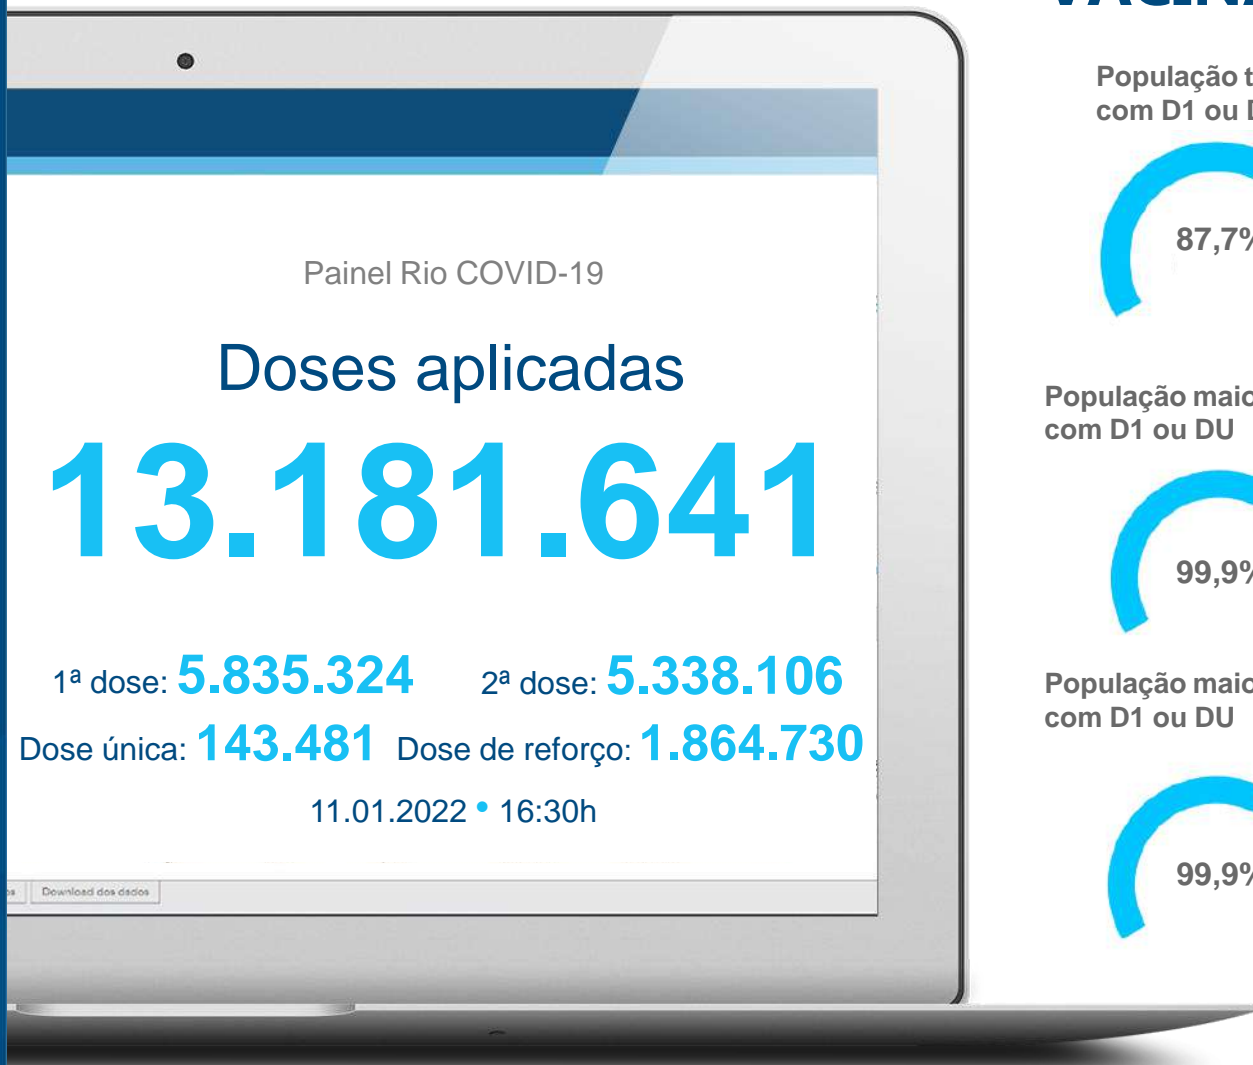 Painel Rio COVID-19
Doses aplicadas
13.181.641
1ª dose: 5.835.324 2ª dose: 5.338.106
Dose única: 143.481 Dose de reforço: 1.864.730
11.01.2022 • 16:30h
Download dos dados
População
com D1 ou
87,7%
População
com D1 ou DU
99,9%
População
com D1 ou DU
99,9%